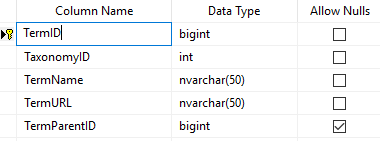 Column Name Data Type Allow Nulls
TermID bigint
TaxonomyID int
TermName nvarchar(50)
TermURL nvarchar(50)
TermParentID bigint